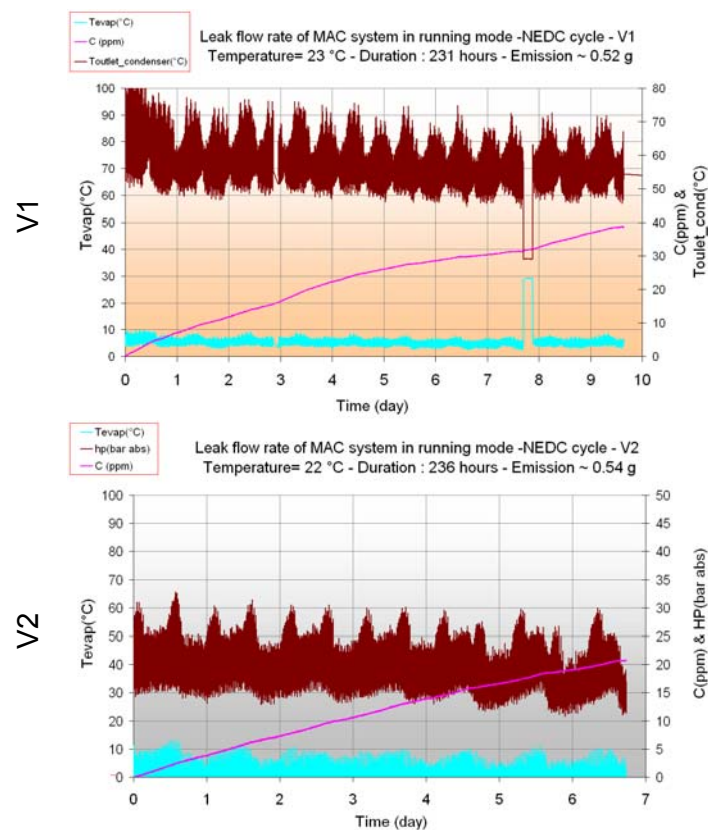 Tevap(°C)
C (ppm)
Toutlet_condenser(°C)
Leak flow rate of MAC system in running mode -NEDC cycle - V1
Temperature= 23 °C - Duration : 231 hours - Emission ~ 0.52 g
100
90
80
70
60
50
40
30
20
10
0
80
70
60
50
40
30
20
10
0
V1
Tevap(°C)
C(ppm) &
Toulet_cond(°C)
0 1 2 3 4 5 6 7 8 9 10
Time (day)
Tevap(°C)
hp(bar abs)
C (ppm)
Leak flow rate of MAC system in running mode -NEDC cycle - V2
Temperature= 22 °C - Duration : 236 hours - Emission ~ 0.54 g
100
90
80
70
60
50
40
30
20
10
0
50
45
40
35
30
25
20
15
10
5
0
V2
Tevap(°C)
C(ppm) & HP(bar abs)
0 1 2 3 4 5 6 7
Time (day)